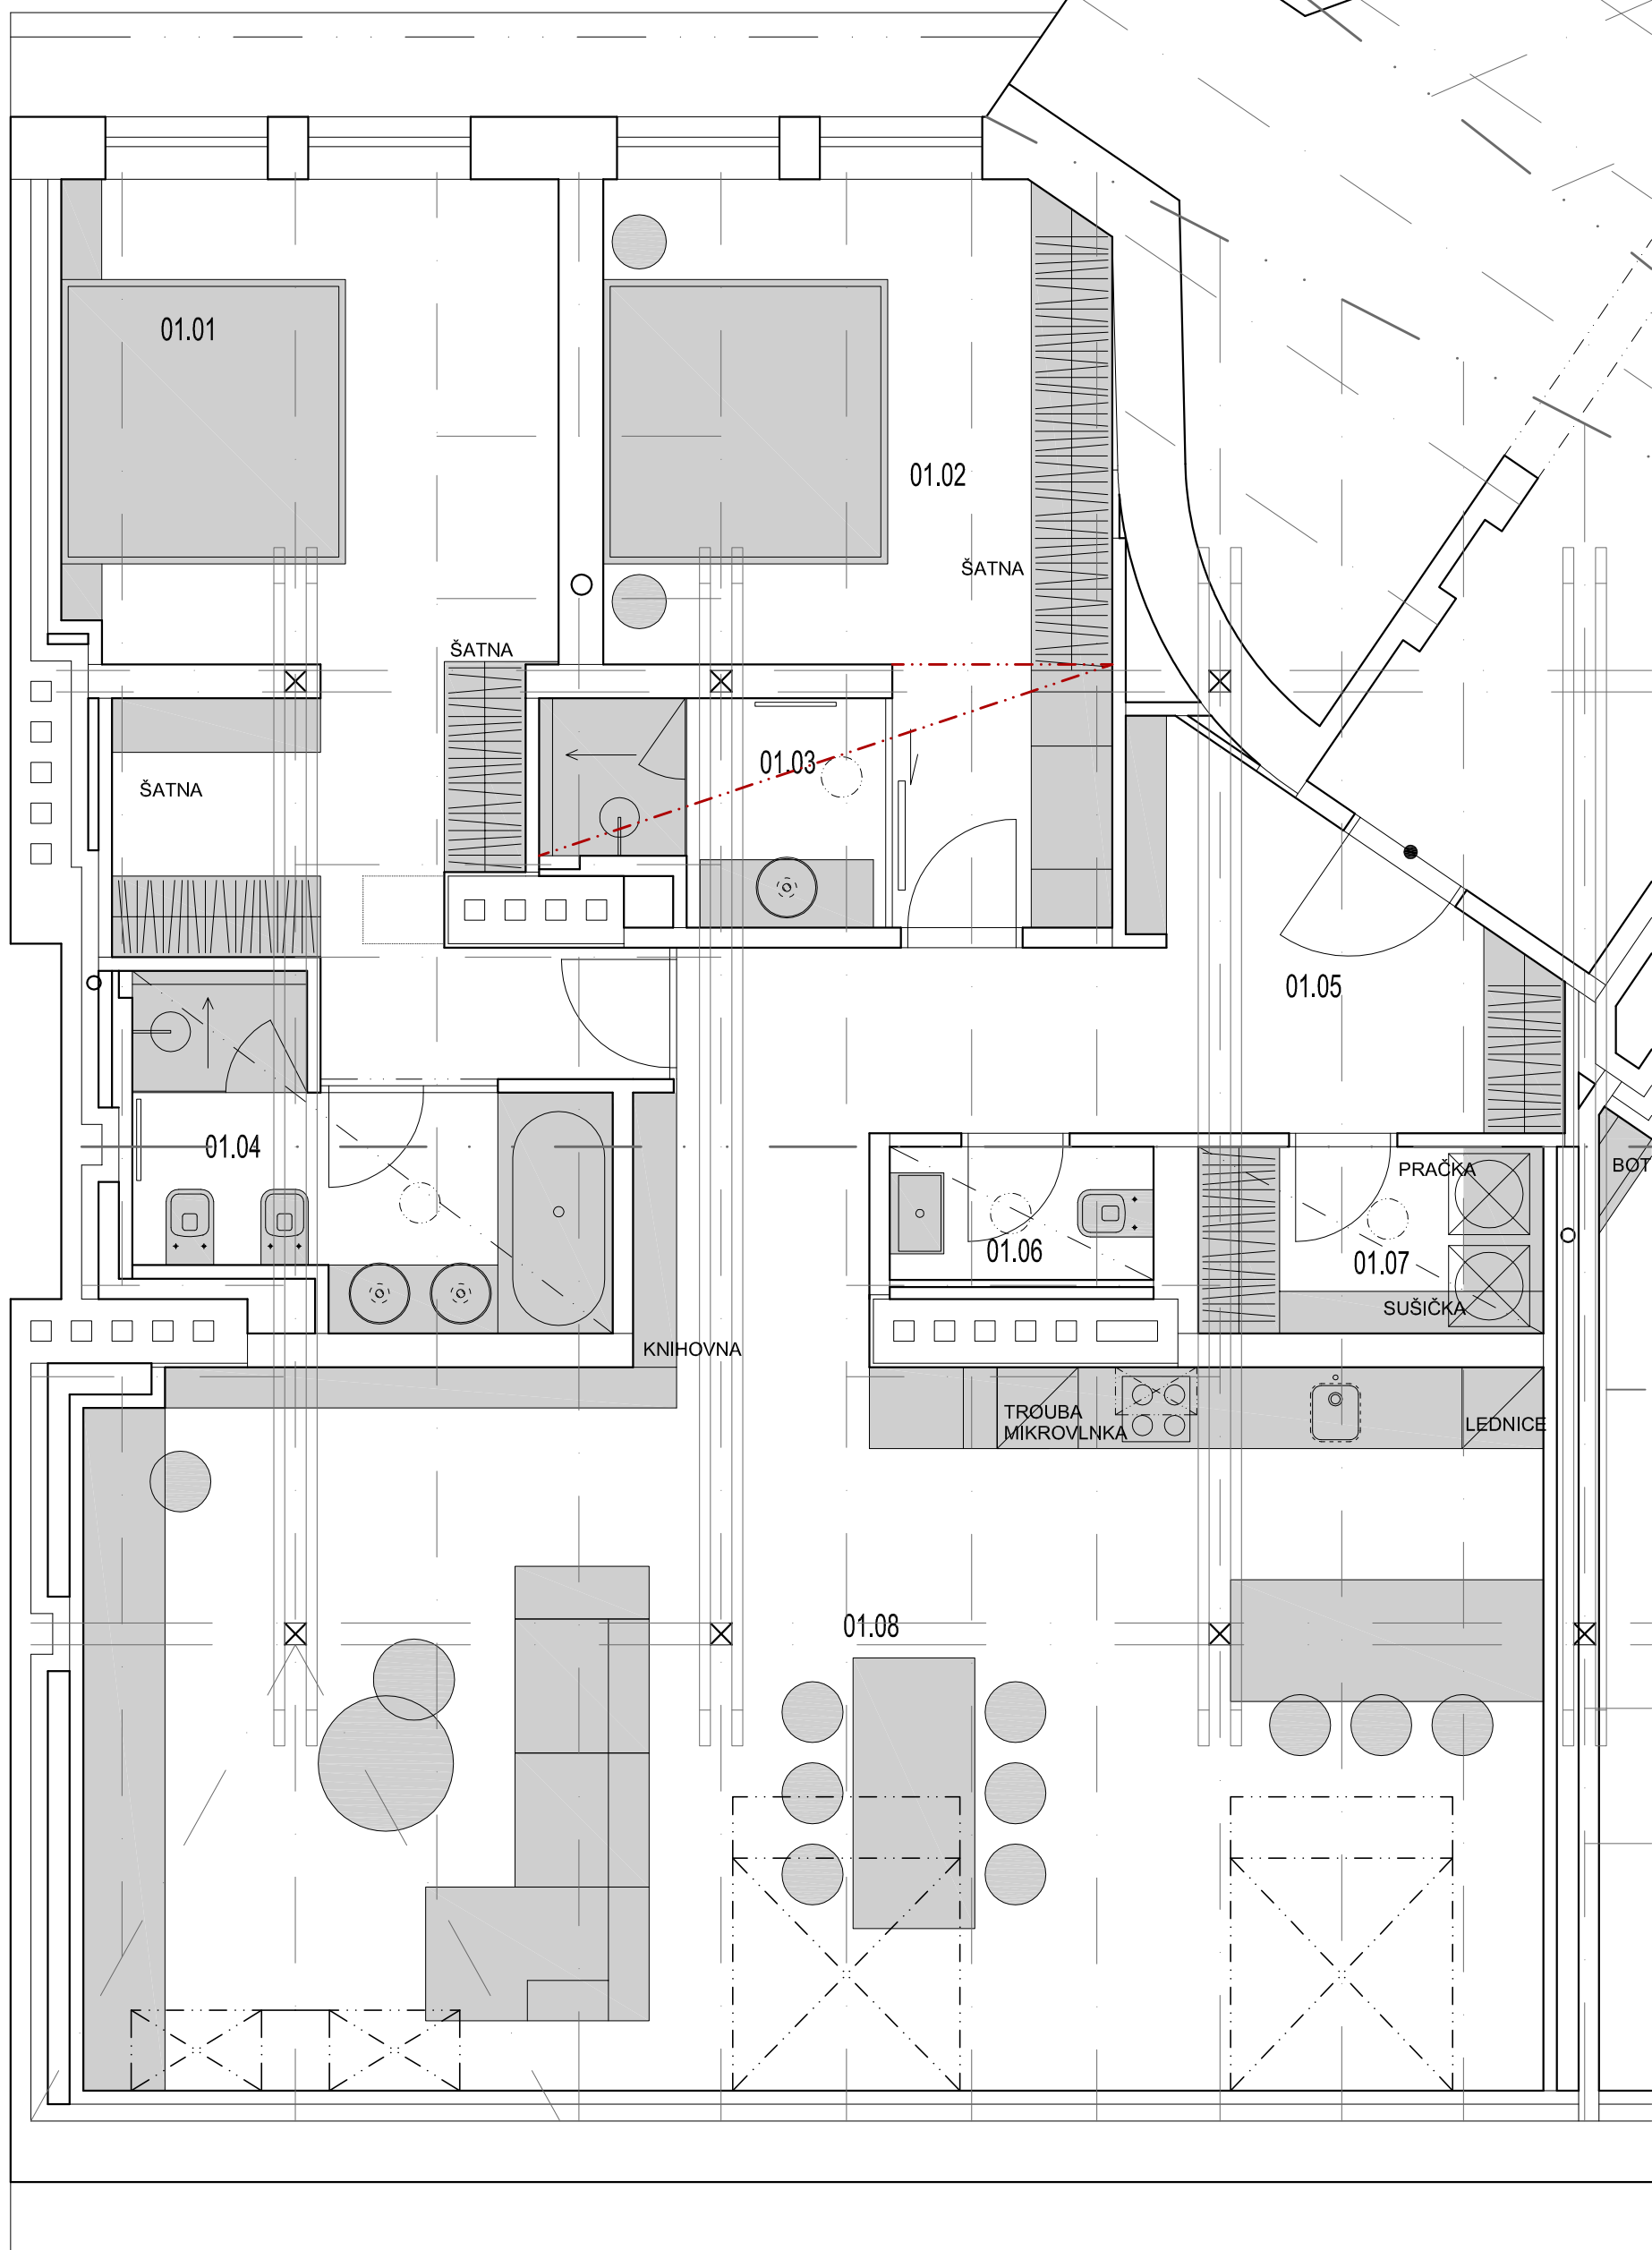 01.01
01.02
ŠATNA
ŠATNA
01.03
ŠATNA
01.05
01.04
PRAČKA
BOT
01.06
01.07
SUŠIČKA
KNIHOVNA
TROUBA
MIKROVLNKA
LEDNICE
01.08